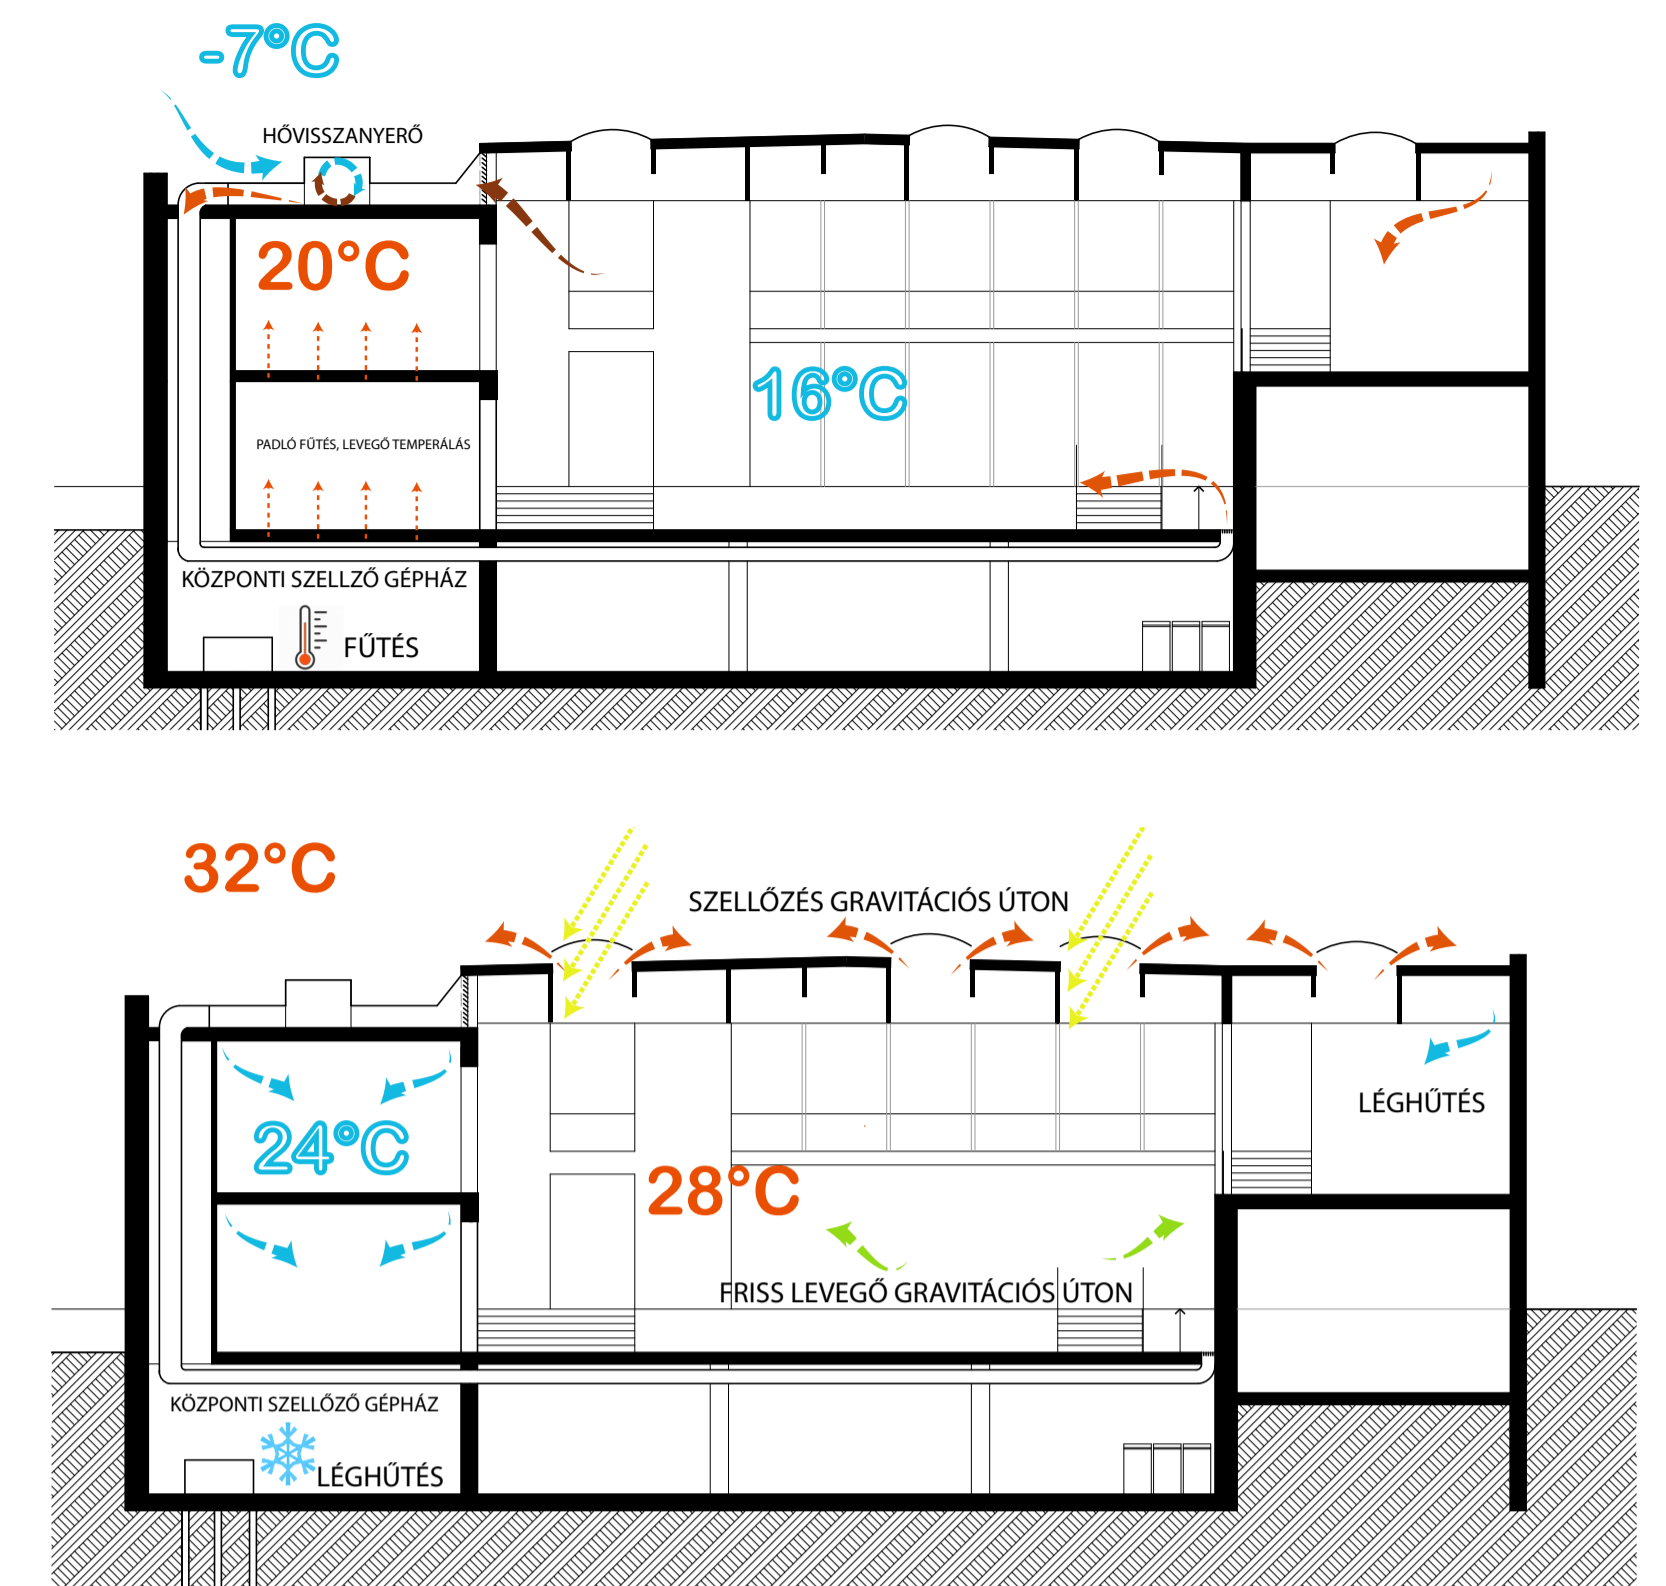 -7°C
HŐVISSZANYERŐ
20°C
16°C
PADLÓ FŰTÉS, LEVEGŐ TEMPERÁLÁS
KÖZPONTI SZELLZŐ GÉPHÁZ
FŰTÉS
32°C
SZELLŐZÉS GRAVITÁCIÓS ÚTON
LÉGHŰTÉS
24°C
28°C
FRISS LEVEGŐ GRAVITÁCIÓS ÚTON
KÖZPONTI SZELLŐZŐ GÉPHÁZ
LÉGHŰTÉS